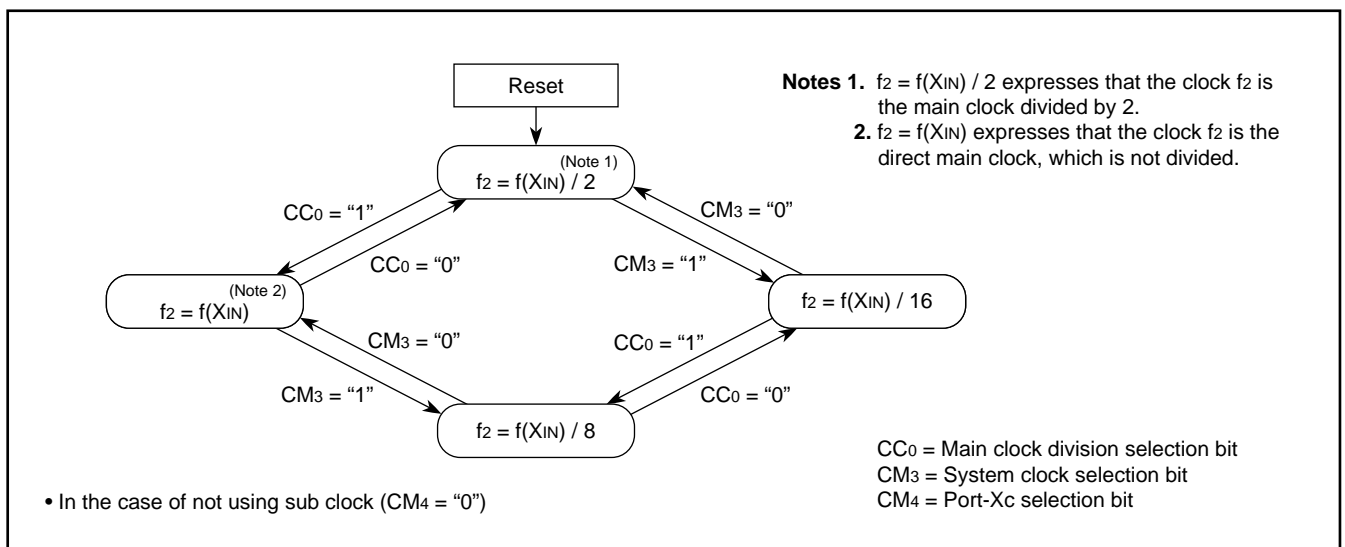 Reset
Notes 1. f2 = f(XIN) / 2 expresses that the clock f2 is
the main clock divided by 2.
2. f2 = f(XIN) expresses that the clock f2 is the
direct main clock, which is not divided.
(Note 1)
f2 = f(XIN) / 2
CC0 = “1”
CC0 = “0”
CM3 = “0”
CM3 = “1”
(Note 2)
f2 = f(XIN)
f2 = f(XIN) / 16
CM3 = “0”
CM3 = “1”
CC0 = “1”
CC0 = “0”
f2 = f(XIN) / 8
CC0 = Main clock division selection bit
CM3 = System clock selection bit
CM4 = Port-Xc selection bit
• In the case of not using sub clock (CM4 = “0”)